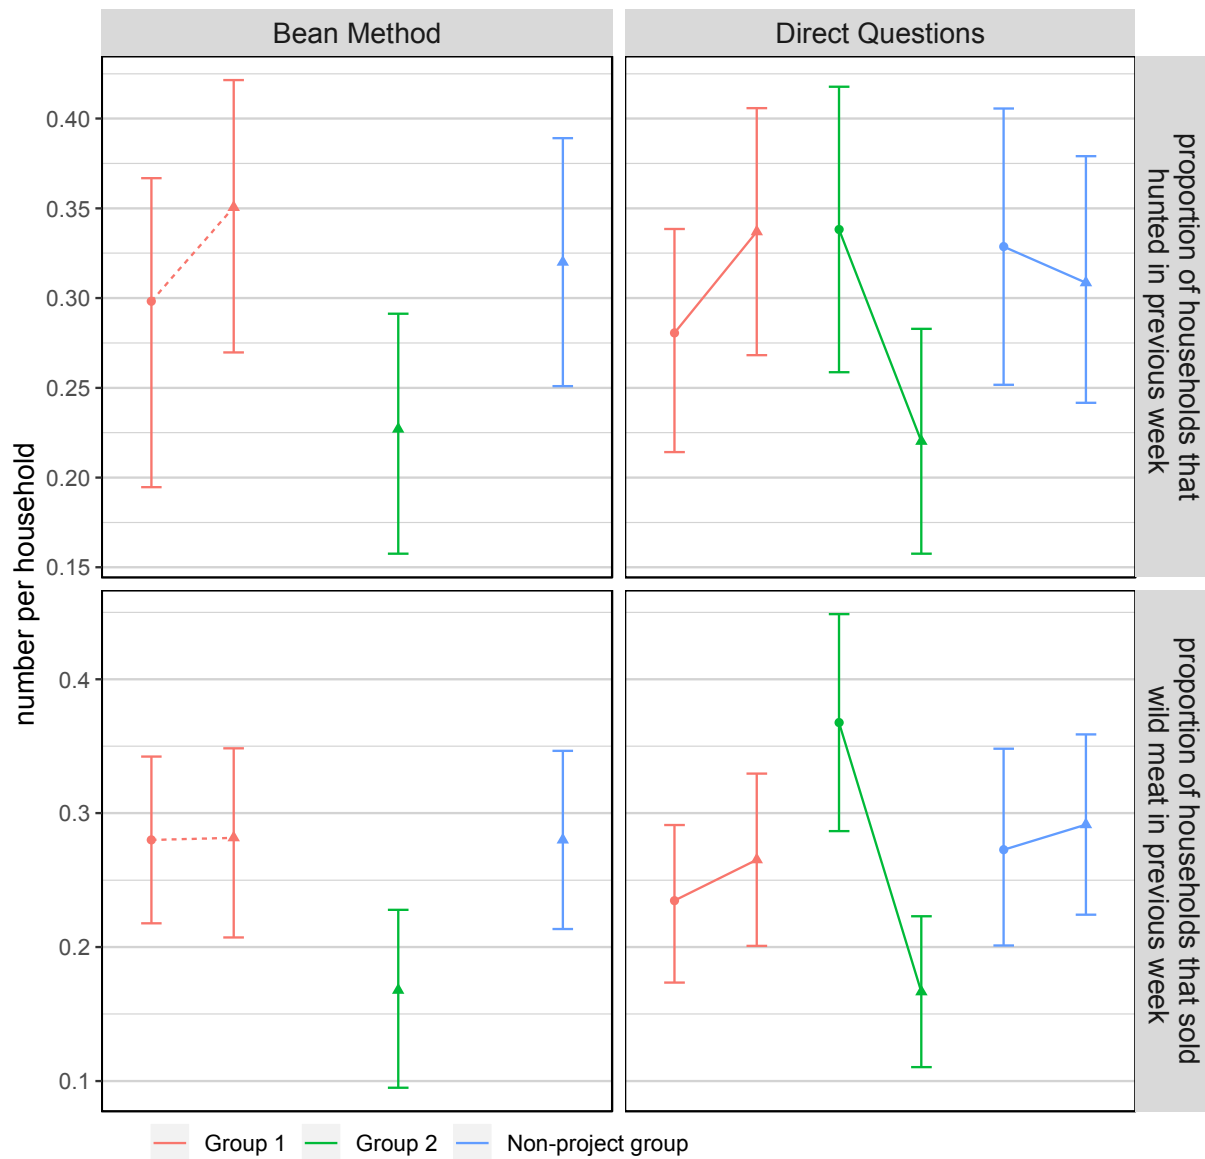 Bean Method
Direct Questions
0.40
0.35
0.30
0.25
0.20
0.15
proportion of households that
hunted in previous week
number per household
0.4
0.3
0.2
0.1
proportion of households that sold
wild meat in previous week
Group 1
Group 2
Non-project group